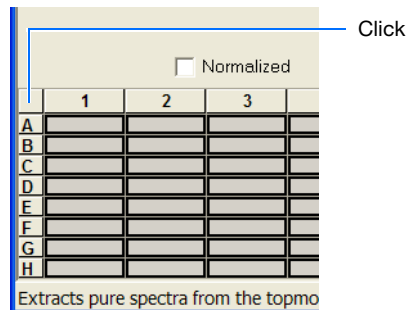 Click
Normalized
1 2 3
A
B
C
D
E
F
G
H
Extracts pure spectra from the topmo